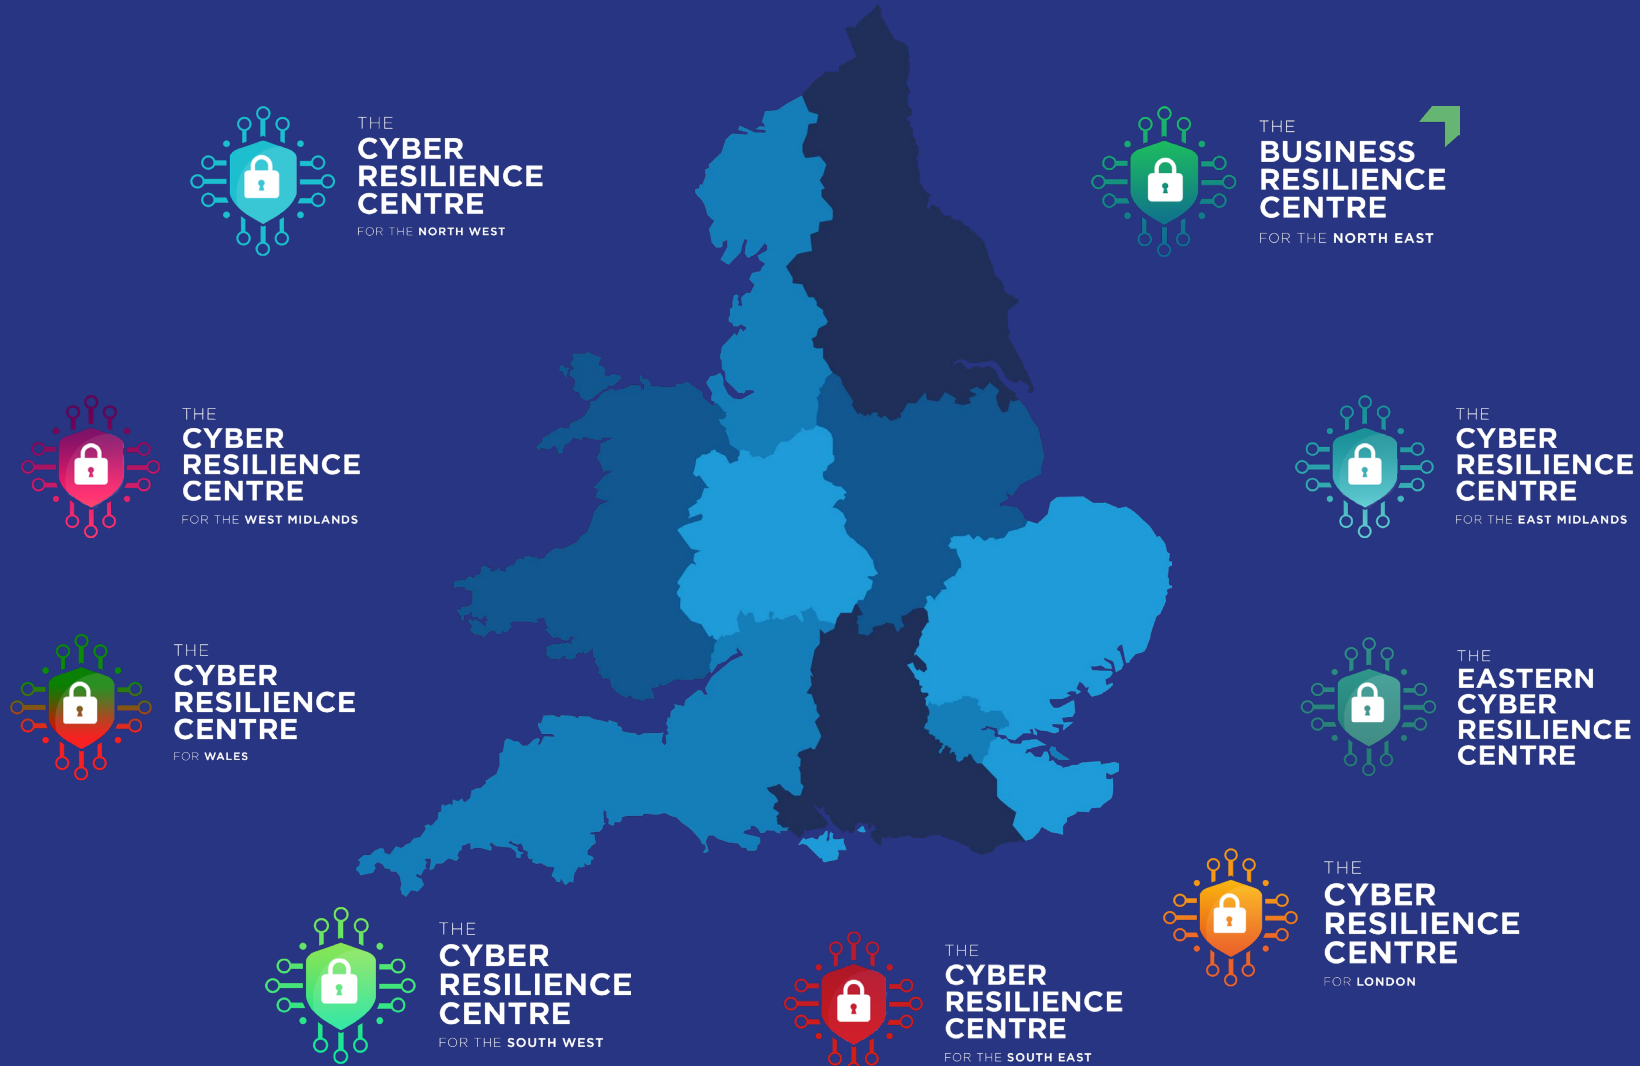 THE
CYBER
RESILIENCE
CENTRE
FOR THE NORTH WEST
THE
BUSINESS
RESILIENCE
CENTRE
FOR THE NORTH EAST
THE
CYBER
RESILIENCE
CENTRE
FOR THE WEST MIDLANDS
THE
CYBER
RESILIENCE
CENTRE
FOR THE EAST MIDLANDS
THE
CYBER
RESILIENCE
CENTRE
FOR WALES
THE
EASTERN
CYBER
RESILIENCE
CENTRE
THE
CYBER
RESILIENCE
CENTRE
FOR LONDON
THE
CYBER
RESILIENCE
CENTRE
FOR THE SOUTH WEST
THE
CYBER
RESILIENCE
CENTRE
FOR THE SOUTH EAST